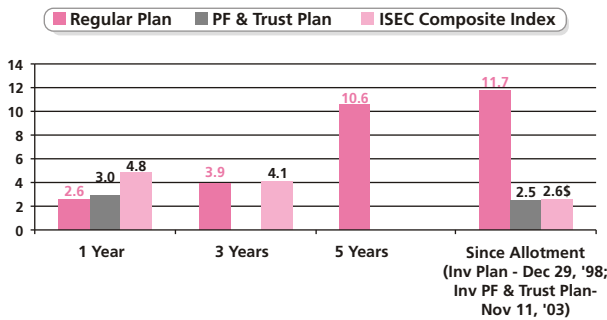 Regular Plan PF & Trust Plan ISEC Composite Index
14
12
10
8
6
4
2
0
2.6 3.0 4.8
3.9 4.1
10.6
11.7 2.5 2.6$
1 Year 3 Years 5 Years Since Allotment
(Inv Plan - Dec 29, '98;
Inv PF & Trust Plan-
Nov 11, '03)